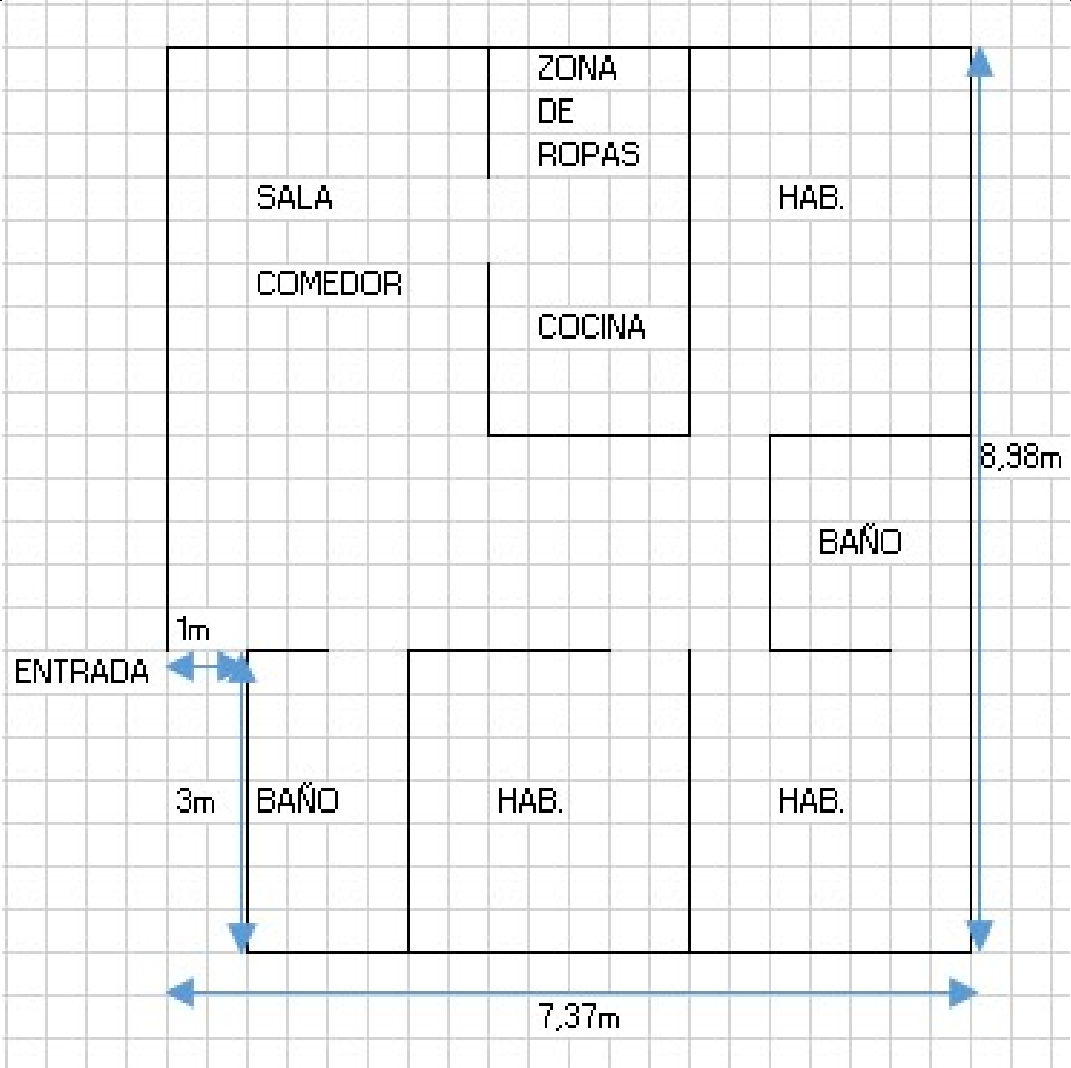 ZONA
DE
ROPAS
SALA
HAB.
COMEDOR
COCINA
8,98m
BAÑO
1m
ENTRADA
3m
BAÑO
HAB.
HAB.
7,37m